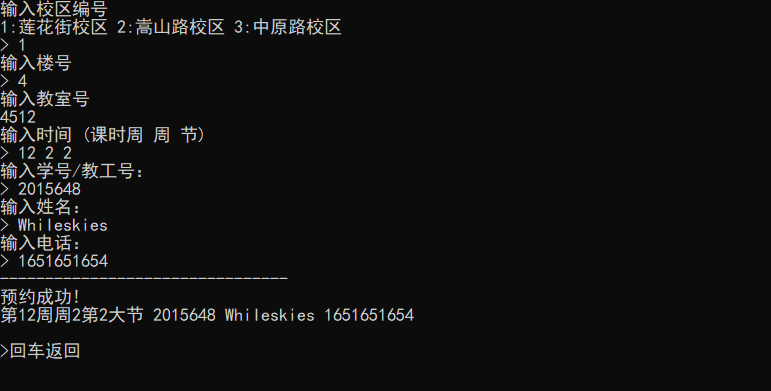 输入校区编号
1:莲花街校区 2:嵩山路校区 3:中原路校区
> 1
输入楼号
> 4
输入教室号
4512
输入时间 (课时周 周 节)
> 12 2 2
输入学号/教工号:
> 2015648
输入姓名:
> Whileskies
输入电话:
> 1651651654
--------------------------------
预约成功!
第12周周2第2大节 2015648 Whileskies 1651651654
>回车返回